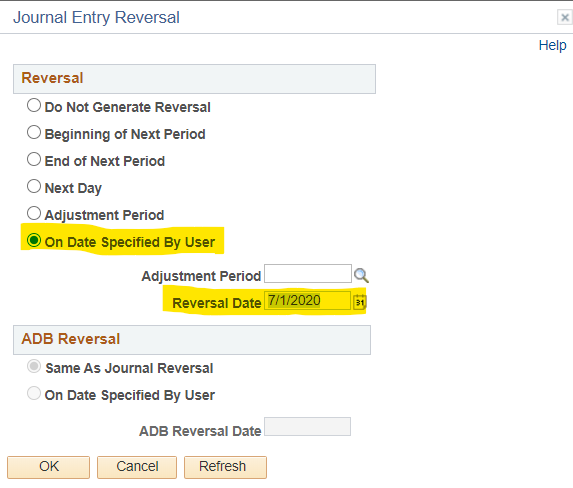 Journal Entry Reversal
Help
Reversal
Do Not Generate Reversal
Beginning of Next Period
End of Next Period
Next Day
Adjustment Period
On Date Specified By User
Adjustment Period
Reversal Date 7/1/2020 31
ADB Reversal
Same As Journal Reversal
On Date Specified By User
ADB Reversal Date
OK Cancel Refresh